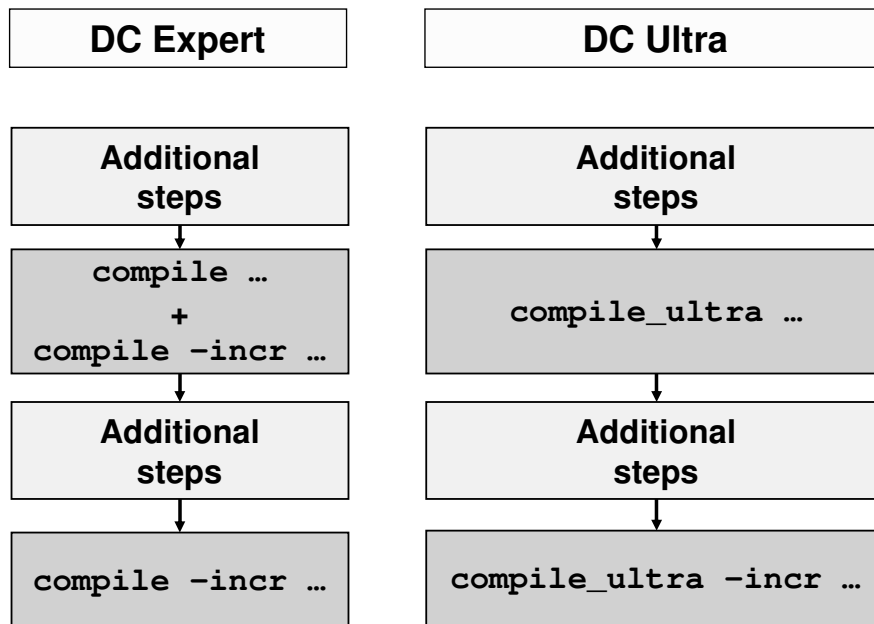 DC Expert
Additional
steps
compile …
+
compile –incr …
Additional
steps
compile –incr …
DC Ultra
Additional
steps
compile_ultra …
Additional
steps
compile_ultra –incr …